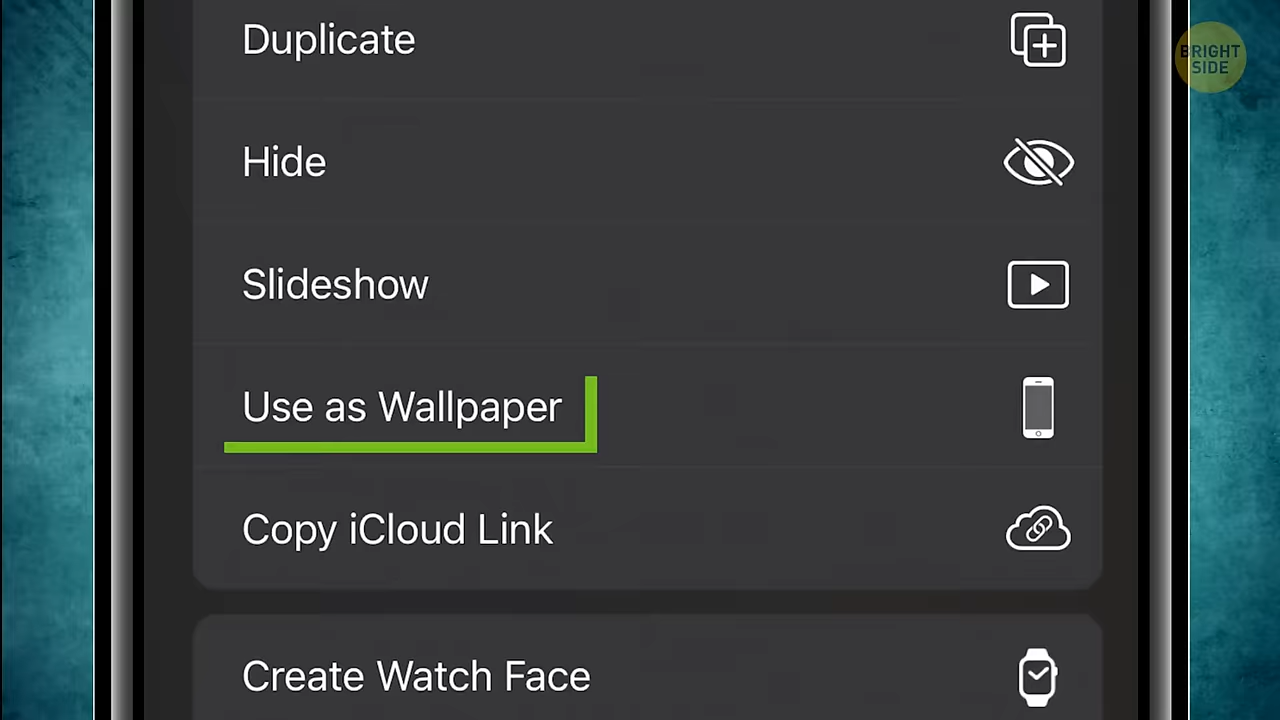 Duplicate
BRIGHT
SIDE
Hide
Slideshow
Use as Wallpaper
Copy iCloud Link
Create Watch Face